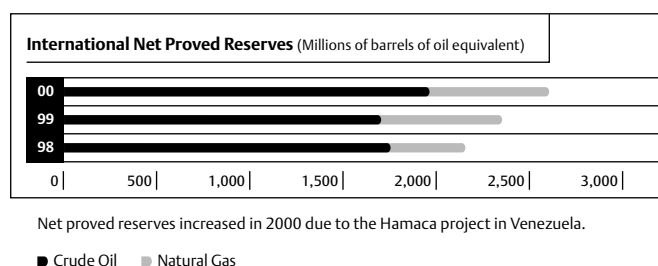 International Net Proved Reserves (Millions of barrels of oil equivalent)
00
99
98
0 500 1,000 1,500 2,000 2,500 3,000
Net proved reserves increased in 2000 due to the Hamaca project in Venezuela.
Crude Oil Natural Gas